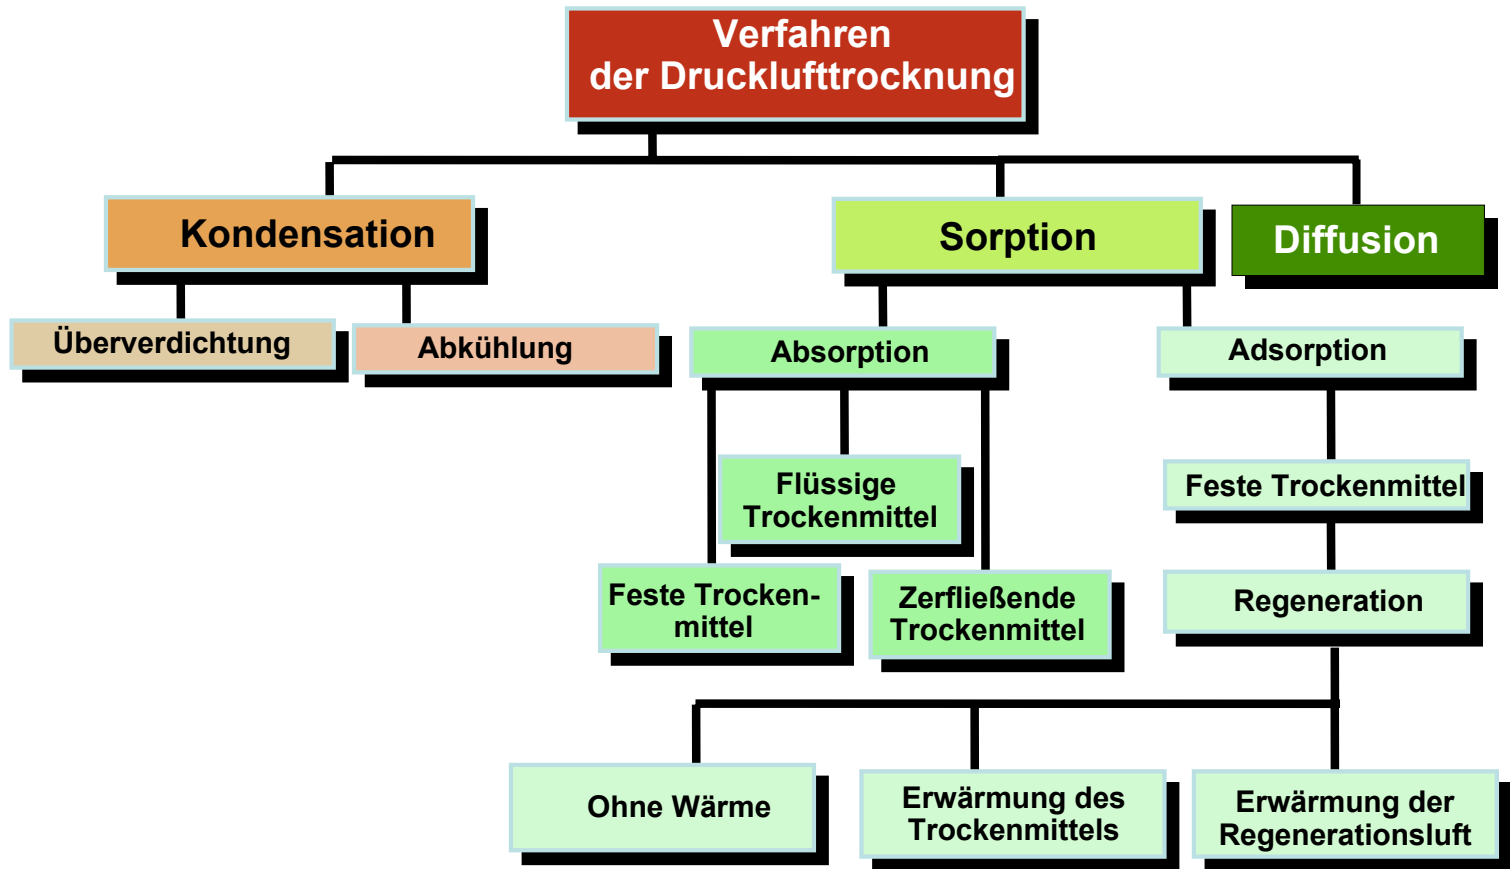 Verfahren
der Drucklufttrocknung
Kondensation
Sorption
Diffusion
Überverdichtung
Abkühlung
Absorption
Adsorption
Flüssige
Trockenmittel
Feste Trockenmittel
Feste Trocken-
mittel
Zerfließende
Trockenmittel
Regeneration
Ohne Wärme
Erwärmung des
Trockenmittels
Erwärmung der
Regenerationsluft